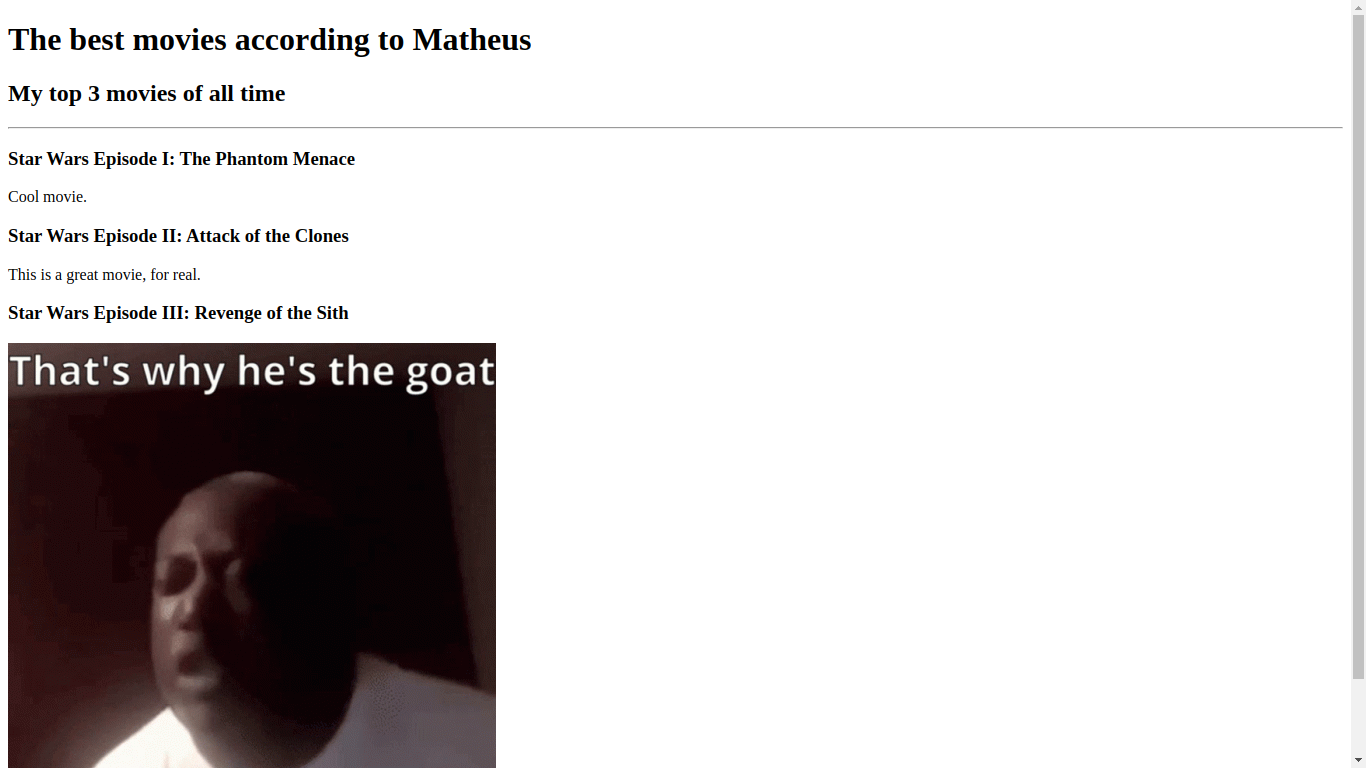 The best movies according to Matheus
My top 3 movies of all time
Star Wars Episode I: The Phantom Menace
Cool movie.
Star Wars Episode II: Attack of the Clones
This is a great movie, for real.
Star Wars Episode III: Revenge of the Sith
That's why he's the goat